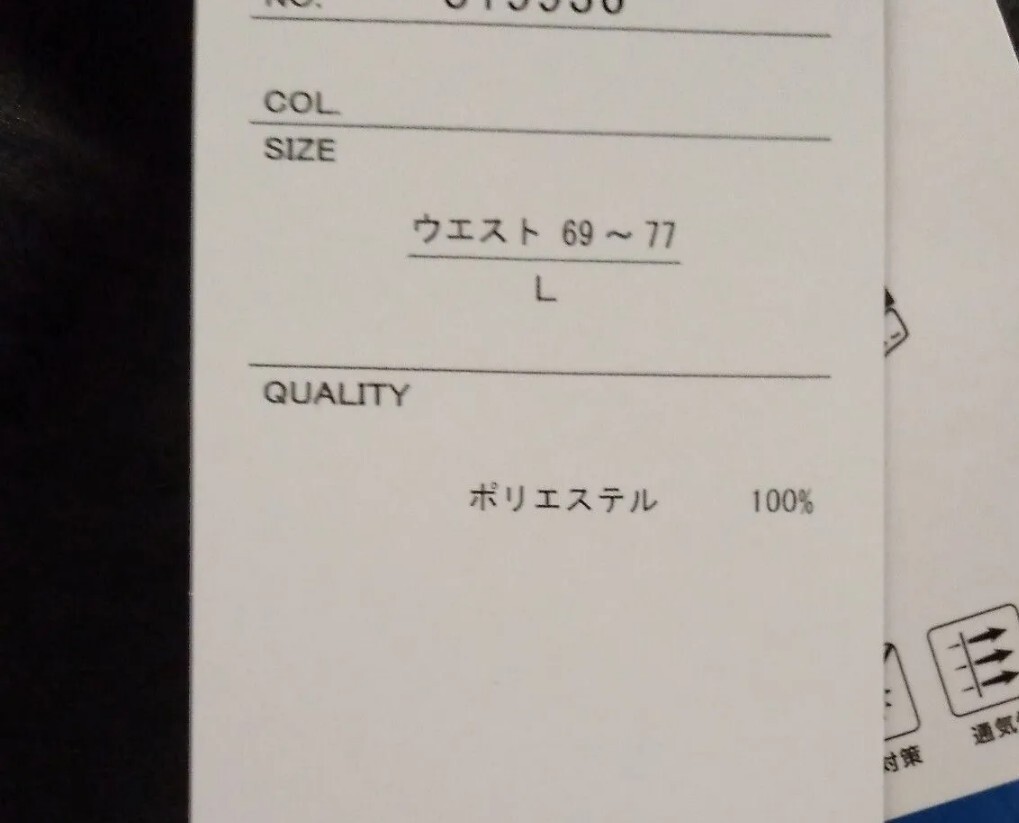 NO.
COL.
SIZE
ウエスト 69～77
L
QUALITY
ポリエステル 100%
対策
通気